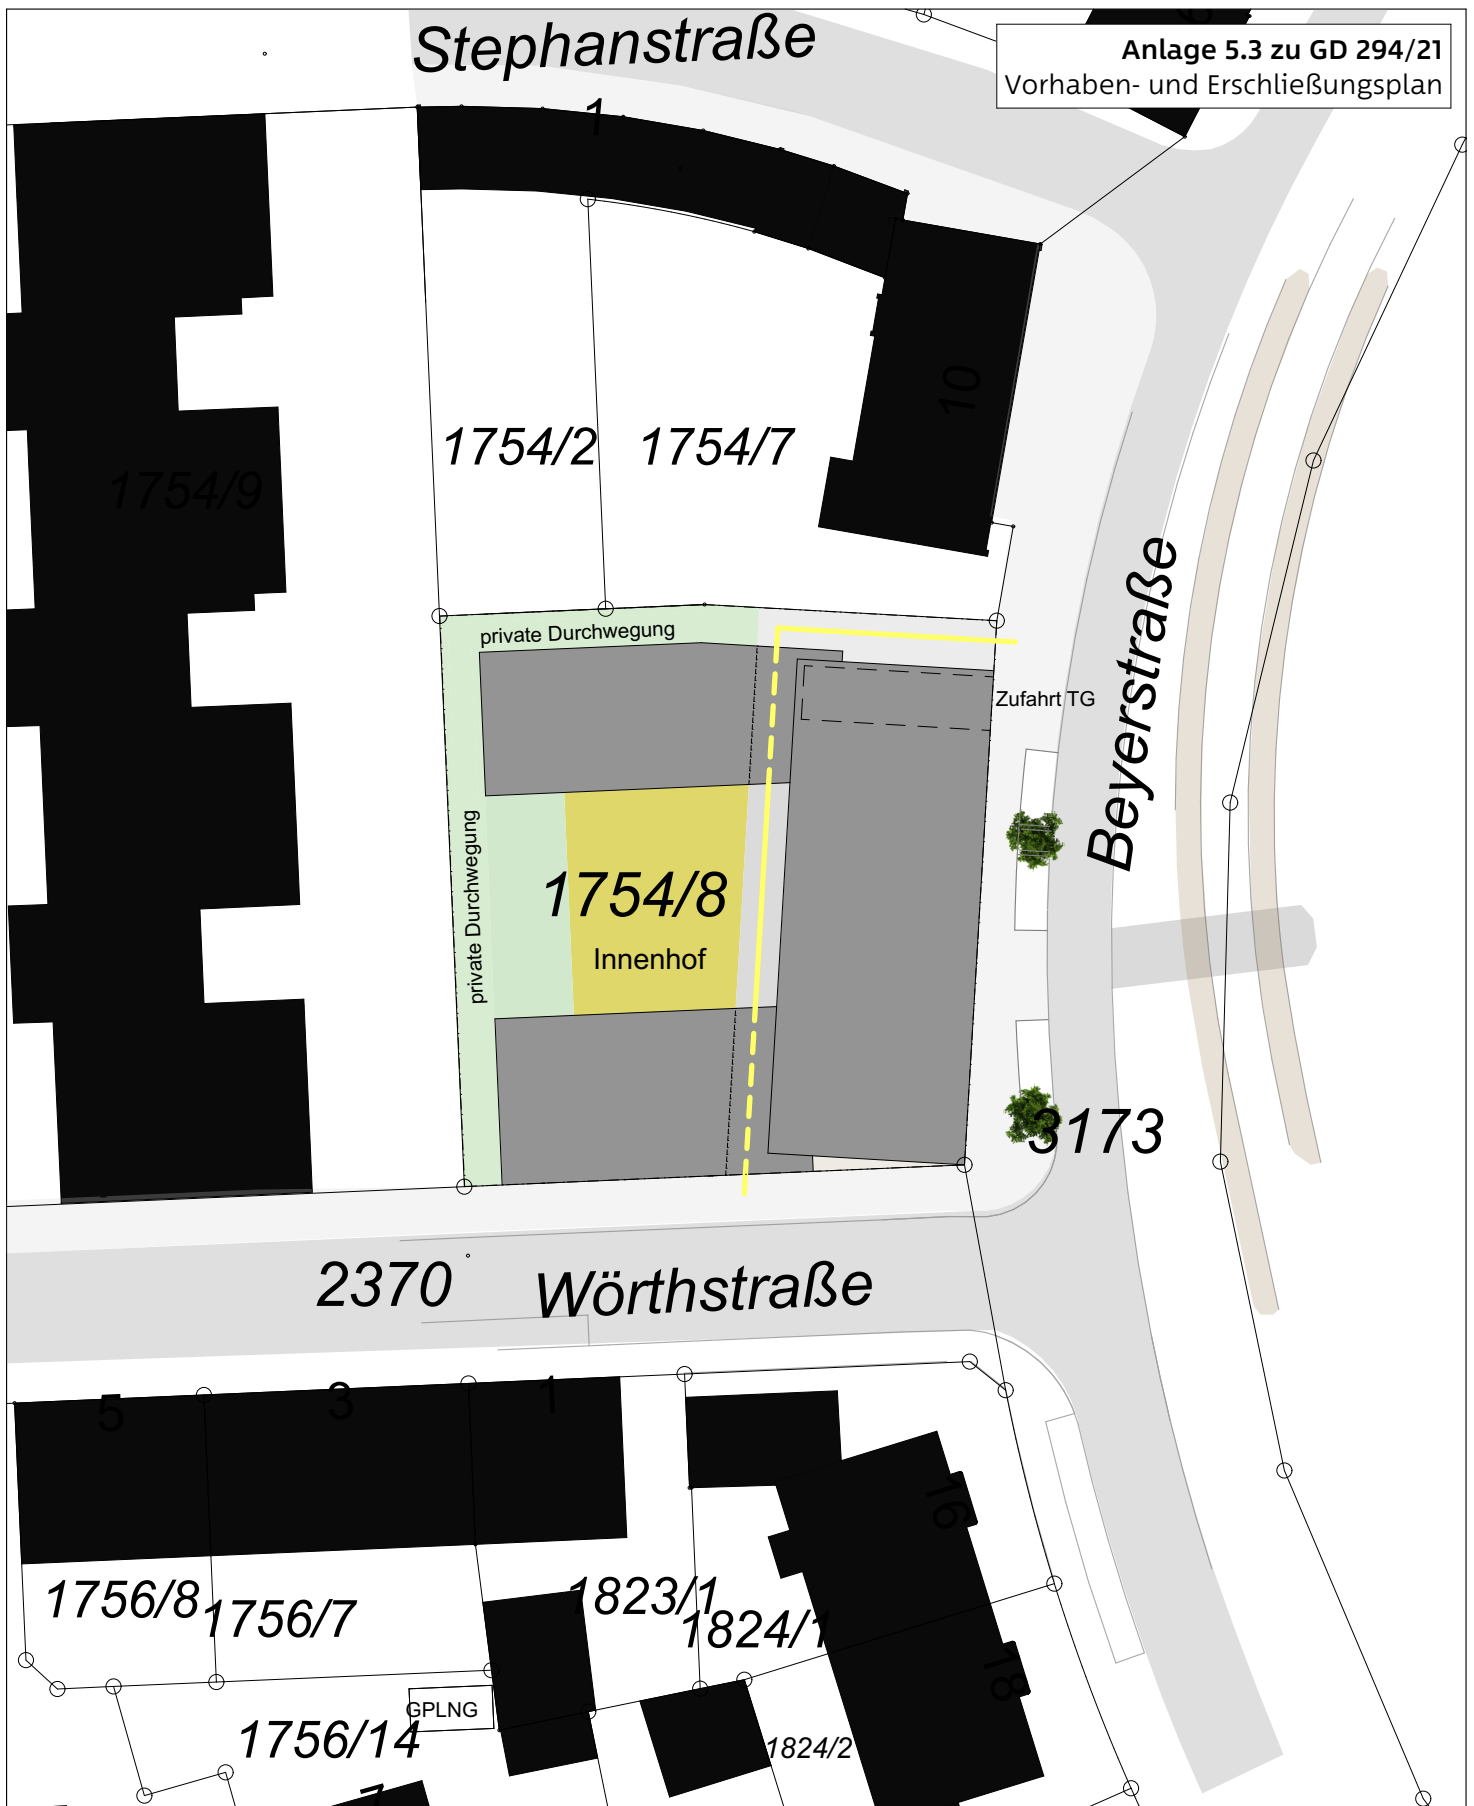 Stephanstraße
Anlage 5.3 zu GD 294/21
Vorhaben- und Erschließungsplan
1
10
1754/2
1754/7
1754/9
Beyerstraße
private Durchwegung
Zufahrt TG
private Durchwegung
1754/8
Innenhof
3173
2370
Wörthstraße
5
3
1
16
1756/8
1756/7
1823/1
1824/1
18
GPLNG
1756/14
1824/2
7